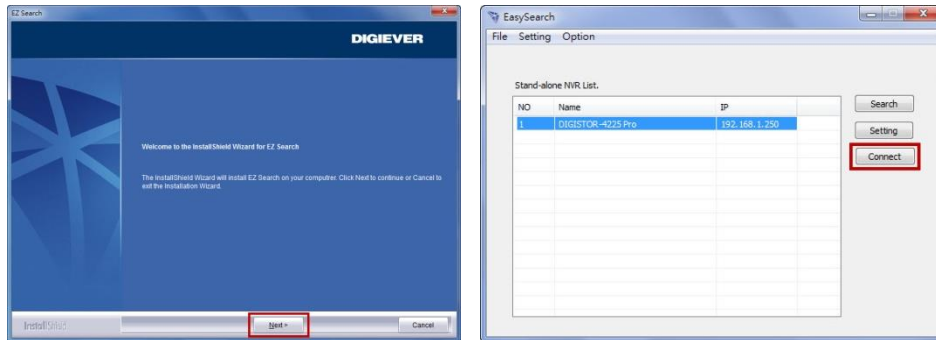 EZ Search
DIGIEVER
Welcome to the InstallShield Wizard for EZ Search
The InstallShield Wizard will install EZ Search on your computrer. Click Next to continue or Cancel to
exit the Installation Wizard.
InstallShield
Next >
Cancel
EasySearch
File Setting Option
Stand-alone NVR List.
NO Name IP
1 DIGISTOR-4225 Pro 192.168.1.250
Search
Setting
Connect